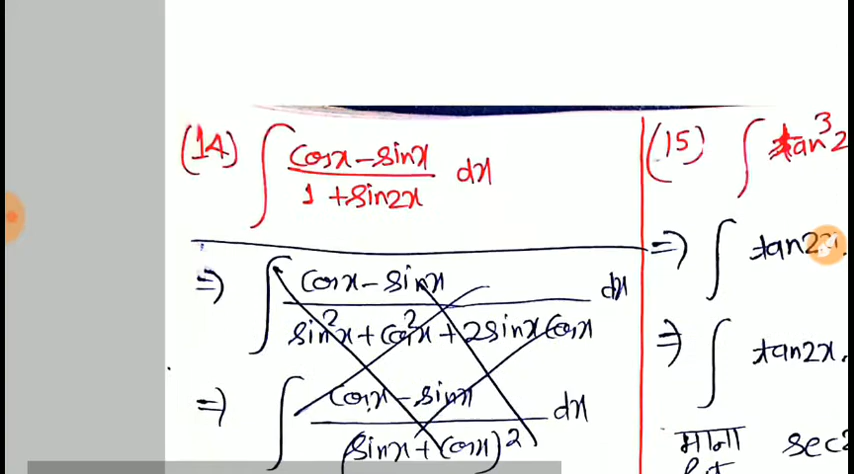 (14) ∫ cosx-sinx / 1+sin2x dx
⇒ ∫ cosx-sinx / sin²x+cos²x+2sinx cosx dx
⇒ ∫ cosx-sinx / (sinx+cosx)² dx
(15) ∫ tan³2
⇒ ∫ tan2x.
⇒ ∫ tan2x.
माना sec2